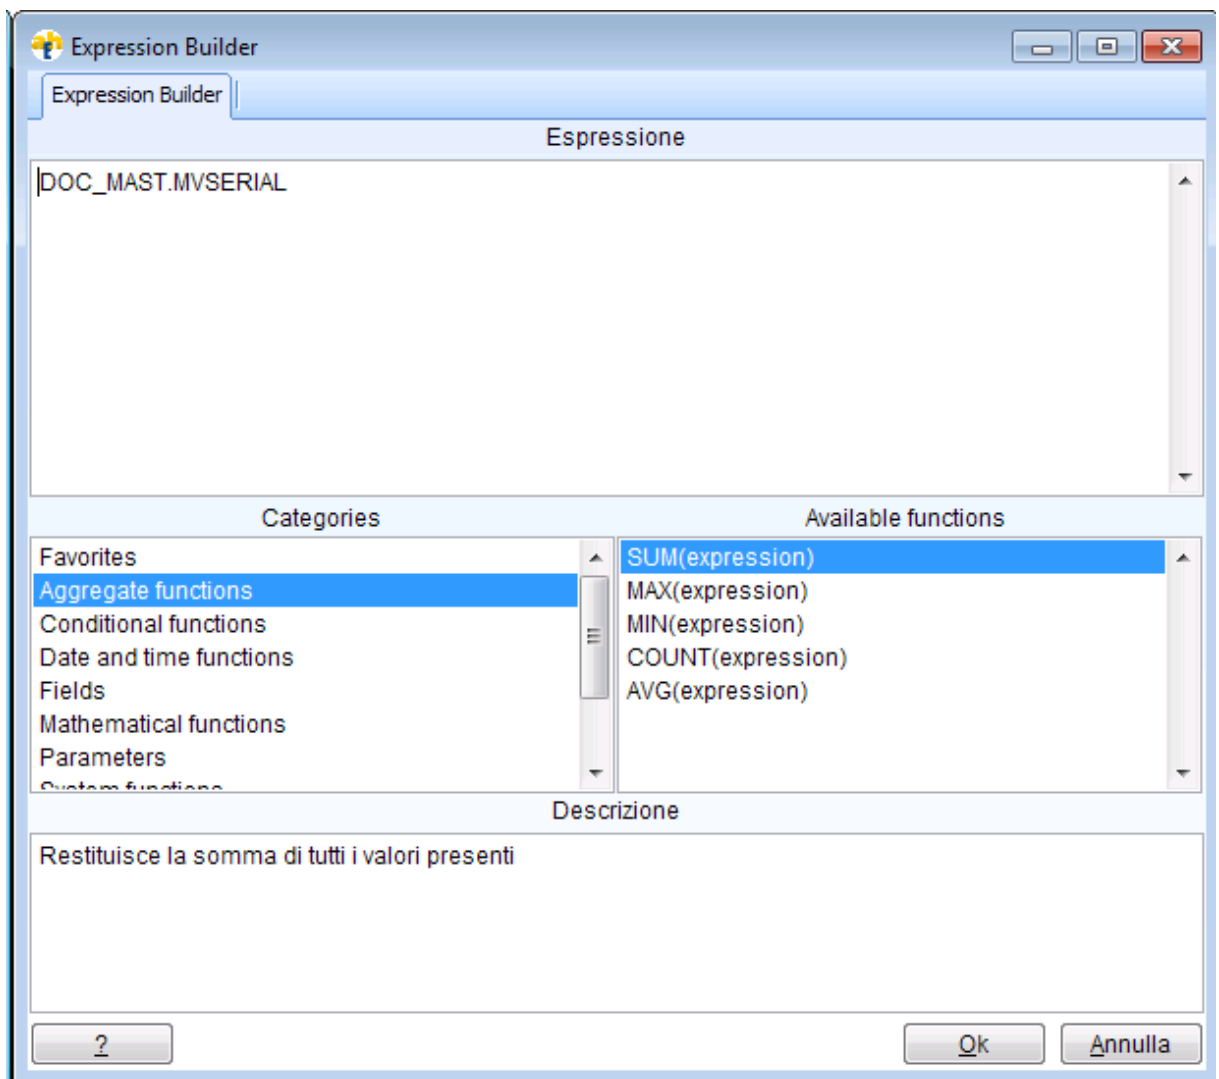 Expression Builder
Expression Builder
Espressione
DOC_MAST.MVSERIAL
Categories
Available functions
Favorites
Aggregate functions
Conditional functions
Date and time functions
Fields
Mathematical functions
Parameters
System functions
SUM(expression)
MAX(expression)
MIN(expression)
COUNT(expression)
AVG(expression)
Descrizione
Restituisce la somma di tutti i valori presenti
?
Ok
Annulla